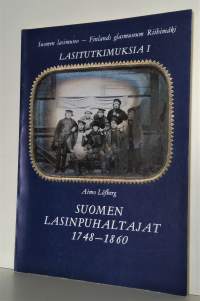 Suomen lasimuseo – Finlands glasmuseum Riihimäki
LASITUTKIMUKSIA I
Aimo Löfberg
SUOMEN
LASINPUHALTAJAT
1748–1860